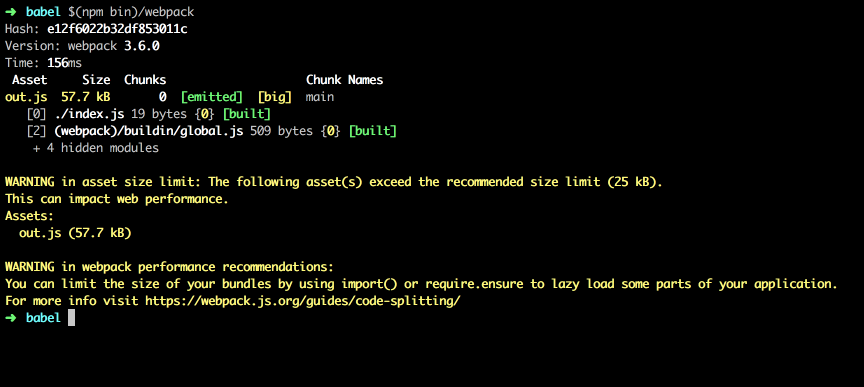 ➜  babel $(npm bin)/webpack
Hash: e12f6022b32df853011c
Version: webpack 3.6.0
Time: 156ms
 Asset     Size  Chunks                    Chunk Names
out.js  57.7 kB       0  [emitted]  [big]  main
   [0] ./index.js 19 bytes {0} [built]
   [2] (webpack)/buildin/global.js 509 bytes {0} [built]
    + 4 hidden modules
WARNING in asset size limit: The following asset(s) exceed the recommended size limit (25 kB).
This can impact web performance.
Assets:
  out.js (57.7 kB)
WARNING in webpack performance recommendations:
You can limit the size of your bundles by using import() or require.ensure to lazy load some parts of your application.
For more info visit https://webpack.js.org/guides/code-splitting/
➜  babel